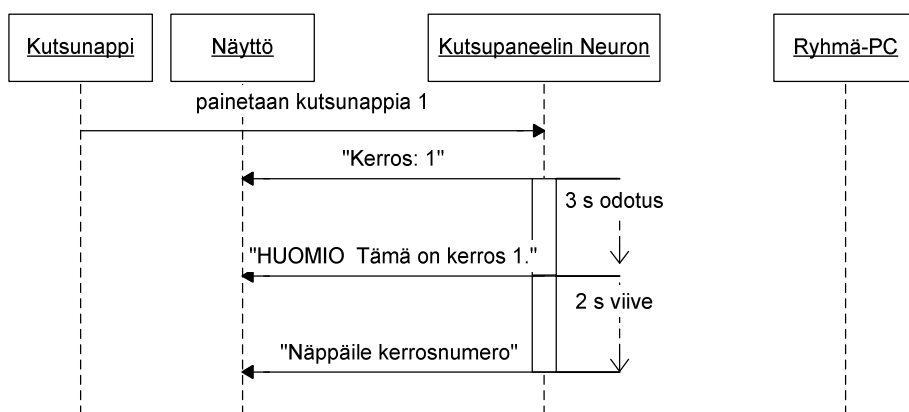 Kutsunappi
Näyttö
Kutsupaneelin Neuron
Ryhmä-PC
painetaan kutsunappia 1
"Kerros: 1"
3 s odotus
"HUOMIO  Tämä on kerros 1."
2 s viive
"Näppäile kerrosnumero"